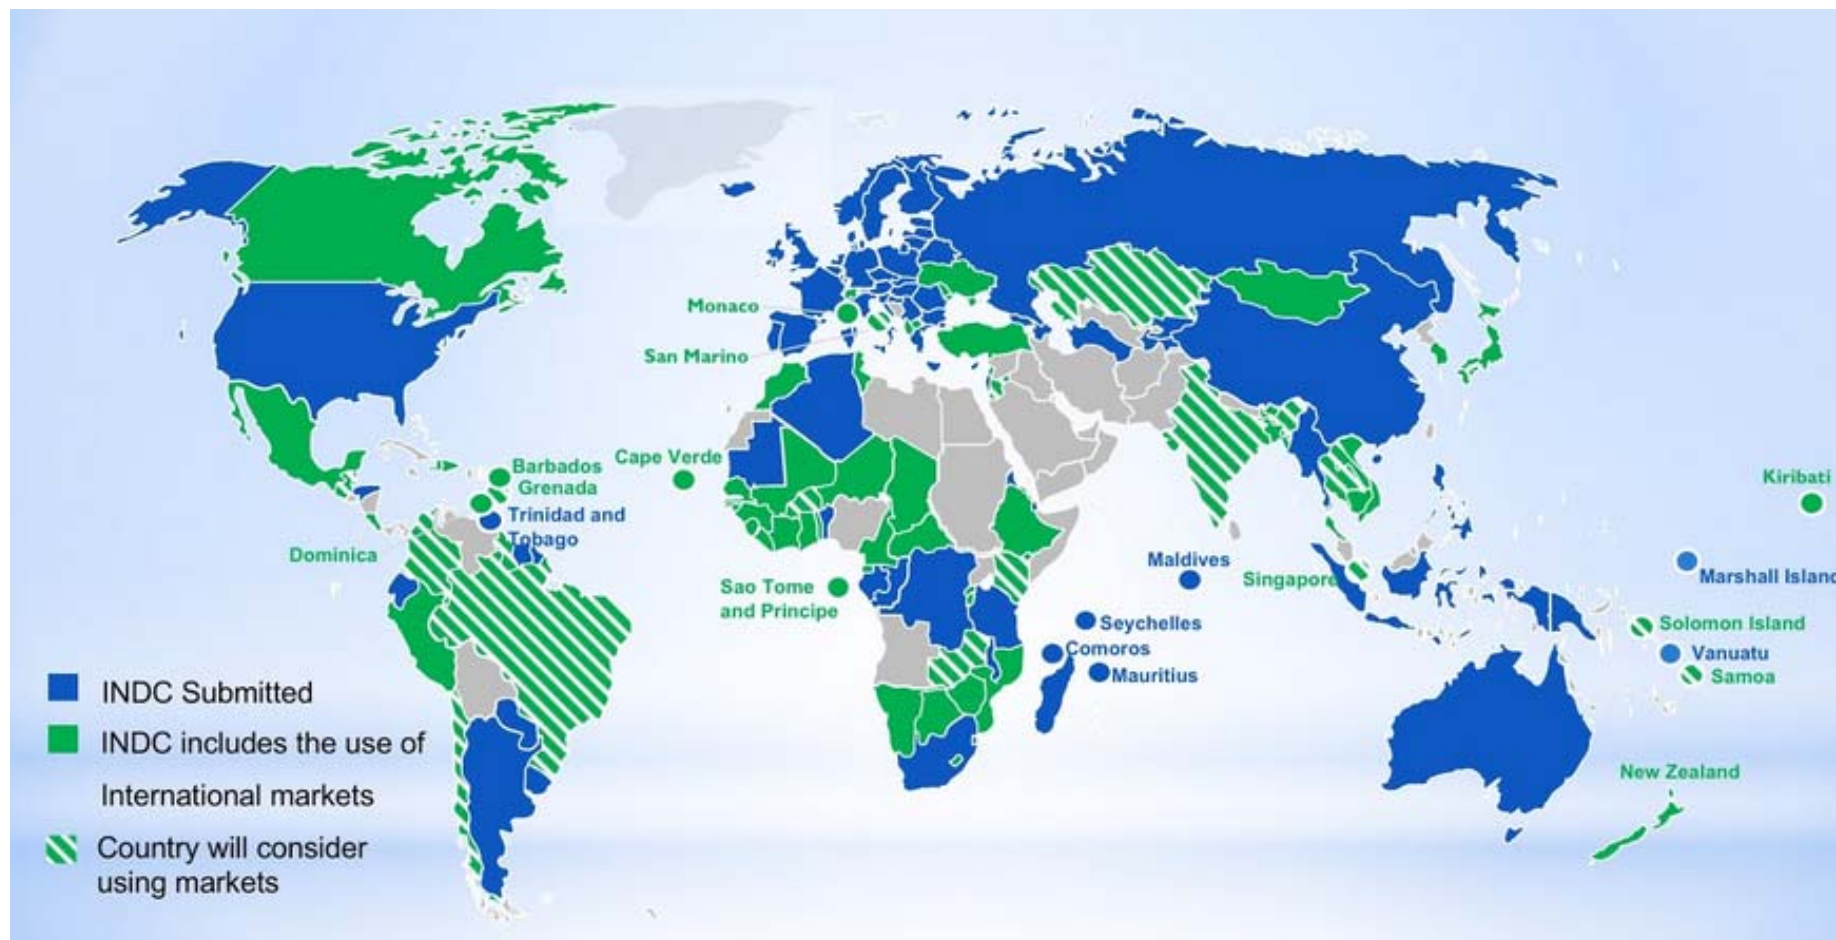 Monaco
San Marino
Barbados
Grenada
Cape Verde
Trinidad and
Tobago
Dominica
Sao Tome
and Principe
Kiribati
Maldives
Singapore
Marshall Island
Seychelles
Solomon Island
Comoros
Vanuatu
Mauritius
Samoa
INDC Submitted
INDC includes the use of
International markets
New Zealand
Country will consider
using markets